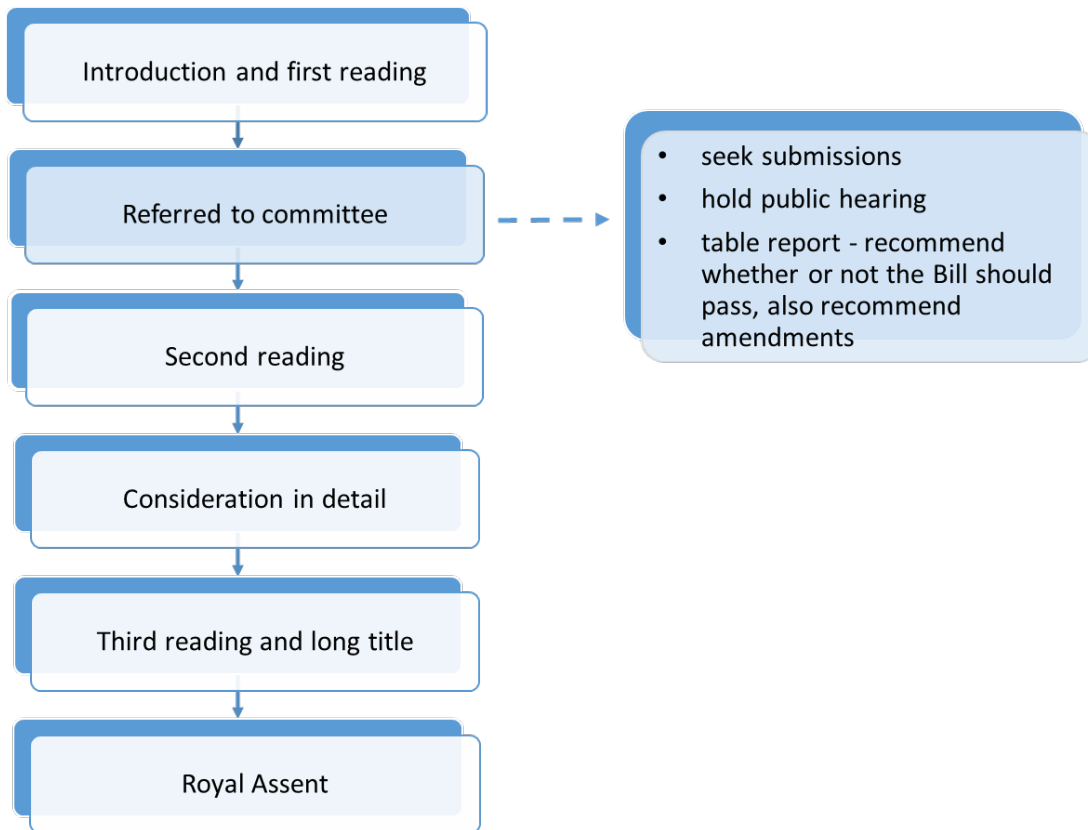 Introduction and first reading
Referred to committee
• seek submissions
• hold public hearing
• table report - recommend
whether or not the Bill should
pass, also recommend
amendments
Second reading
Consideration in detail
Third reading and long title
Royal Assent